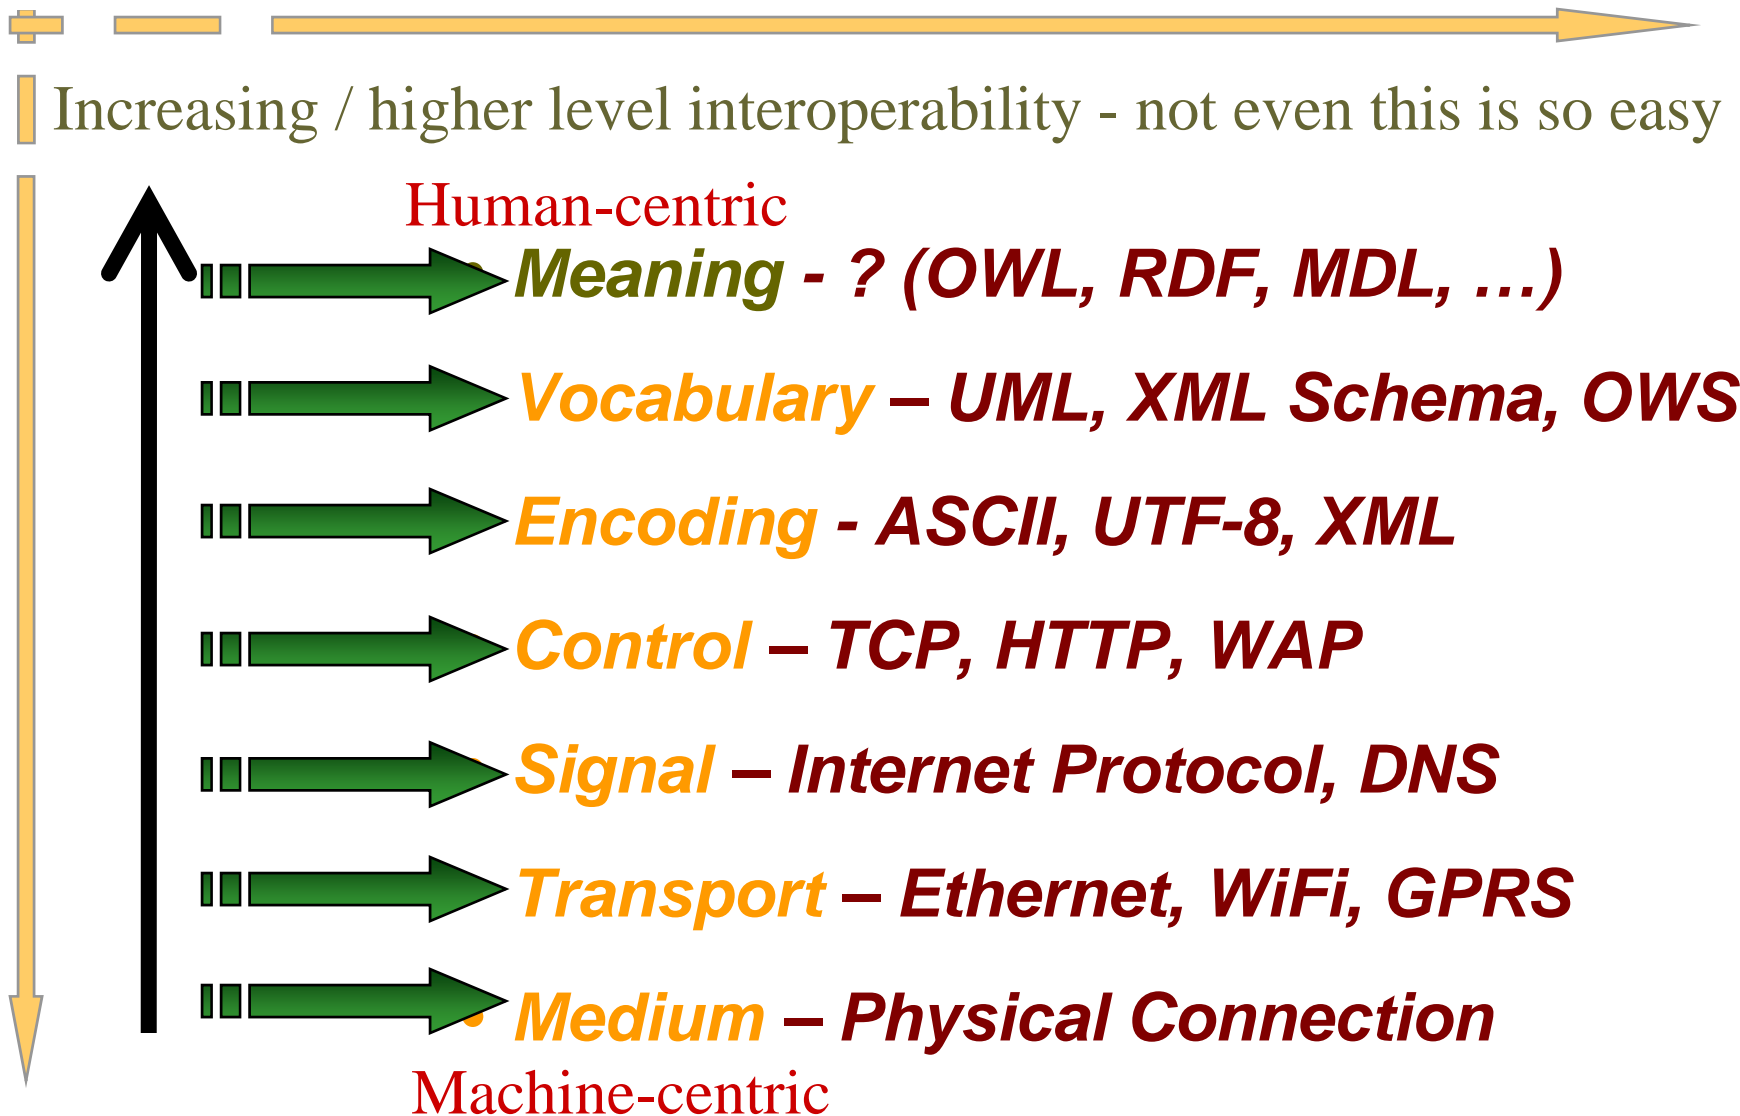 Increasing / higher level interoperability - not even this is so easy
Human-centric
Meaning - ? (OWL, RDF, MDL, …)
Vocabulary – UML, XML Schema, OWS
Encoding - ASCII, UTF-8, XML
Control – TCP, HTTP, WAP
Signal – Internet Protocol, DNS
Transport – Ethernet, WiFi, GPRS
• Medium – Physical Connection
Machine-centric